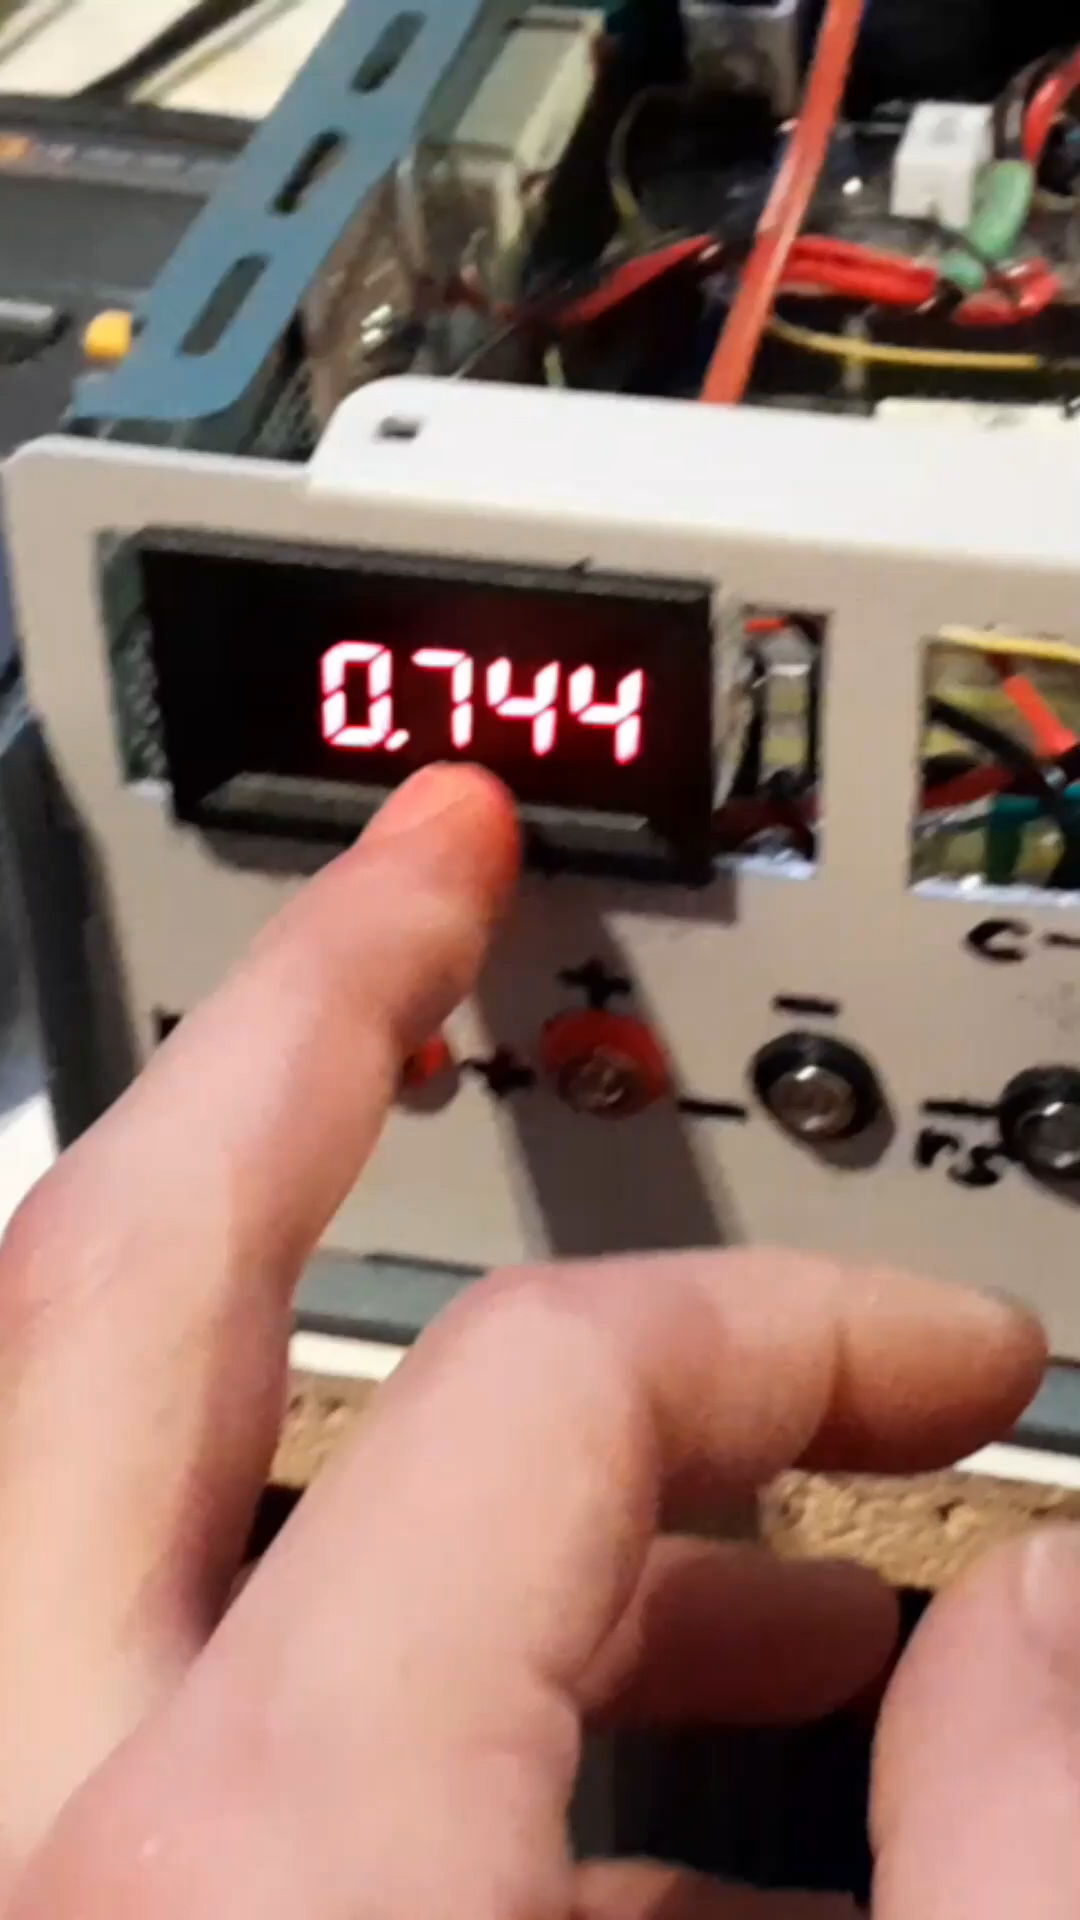 0.744
C-
+
-
+
-
rs